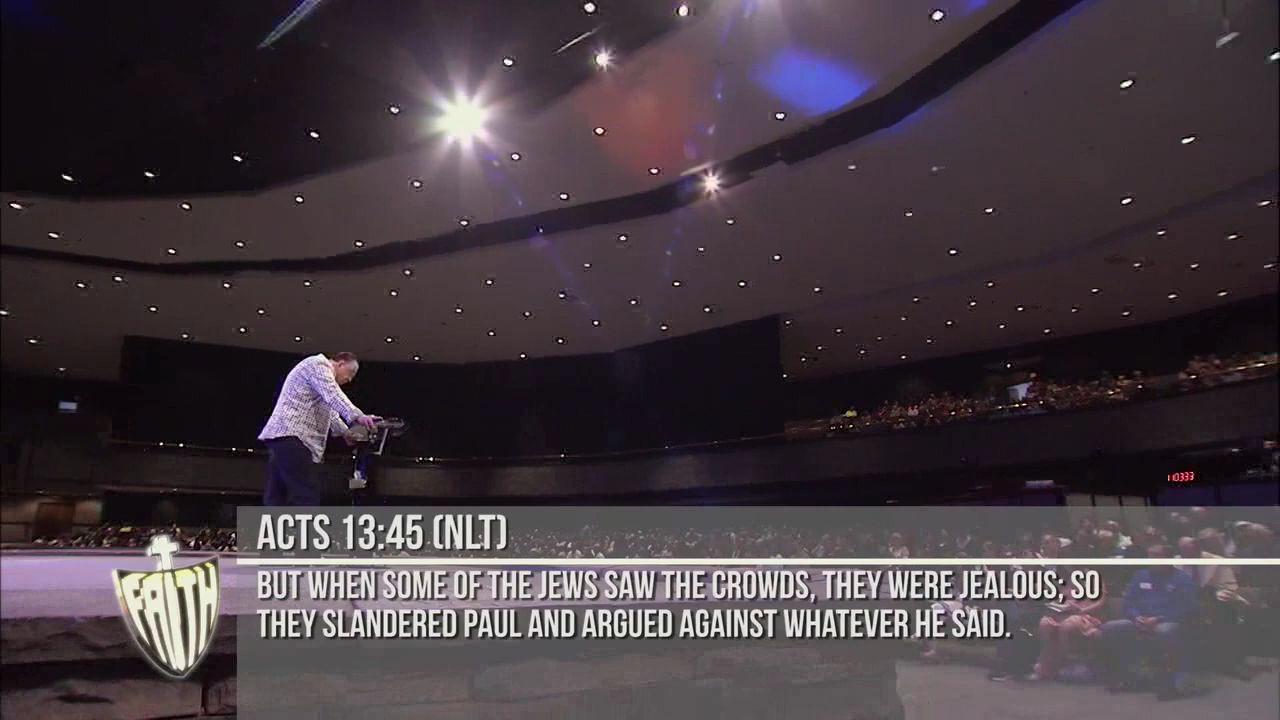 110333
ACTS 13:45 (NLT)
BUT WHEN SOME OF THE JEWS SAW THE CROWDS, THEY WERE JEALOUS; SO
THEY SLANDERED PAUL AND ARGUED AGAINST WHATEVER HE SAID.
FAITH